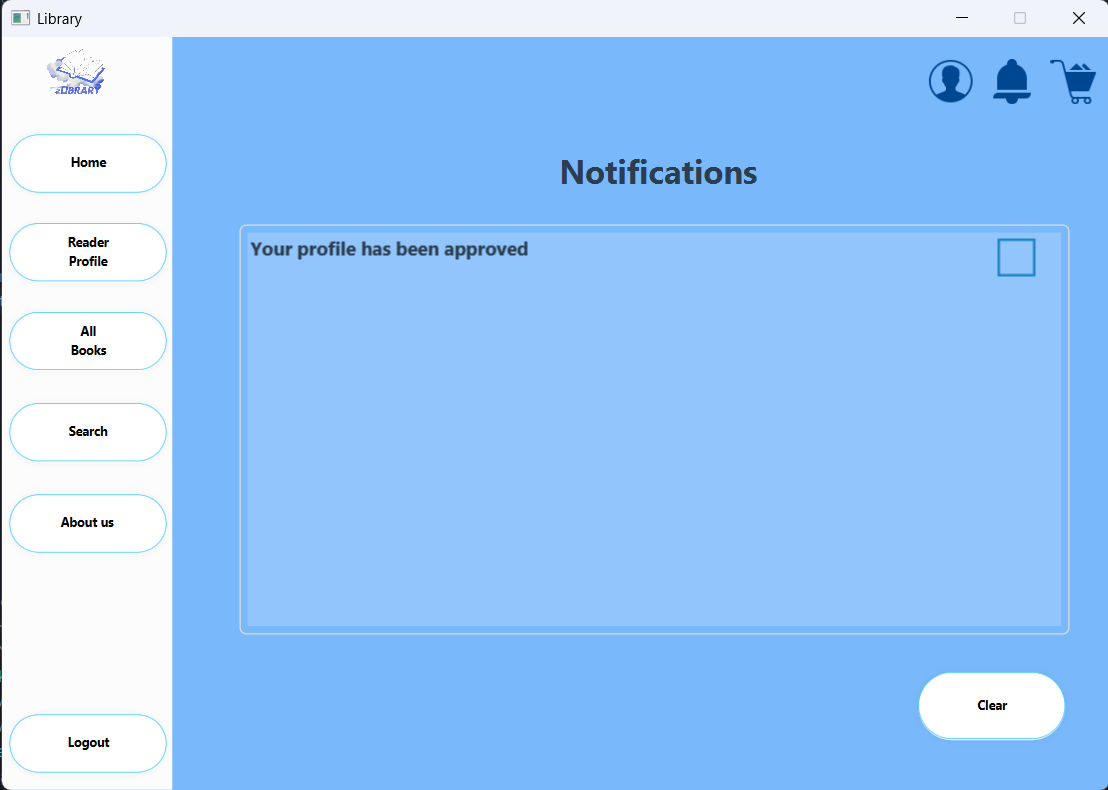 Library
eLIBRARY
Home
Reader
Profile
All
Books
Search
About us
Logout
Notifications
Your profile has been approved
Clear